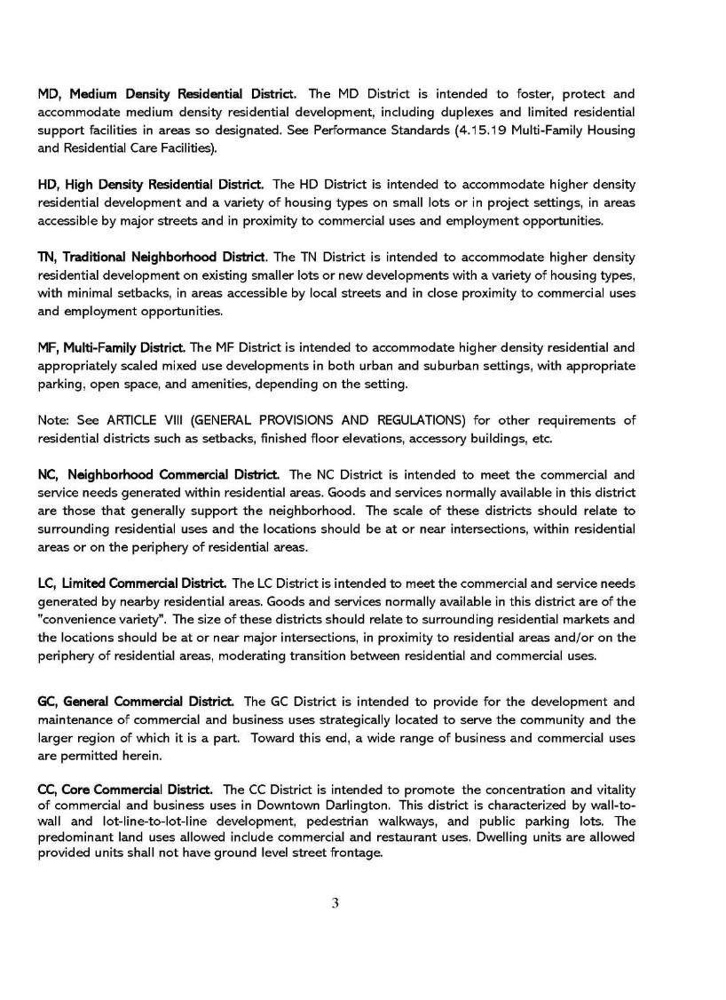 MD, Medium Density Residential District. The MD District is intended to foster, protect and
accommodate medium density residential development, including duplexes and limited residential
support facilities in areas so designated. See Performance Standards (4.15.19 Multi-Family Housing
and Residential Care Facilities).
HD, High Density Residential District. The HD District is intended to accommodate higher density
residential development and a variety of housing types on small lots or in project settings, in areas
accessible by major streets and in proximity to commercial uses and employment opportunities.
TN, Traditional Neighborhood District. The TN District is intended to accommodate higher density
residential development on existing smaller lots or new developments with a variety of housing types,
with minimal setbacks, in areas accessible by local streets and in close proximity to commercial uses
and employment opportunities.
MF, Multi-Family District. The MF District is intended to accommodate higher density residential and
appropriately scaled mixed use developments in both urban and suburban settings, with appropriate
parking, open space, and amenities, depending on the setting.
Note: See ARTICLE VIII (GENERAL PROVISIONS AND REGULATIONS) for other requirements of
residential districts such as setbacks, finished floor elevations, accessory buildings, etc.
NC, Neighborhood Commercial District. The NC District is intended to meet the commercial and
service needs generated within residential areas. Goods and services normally available in this district
are those that generally support the neighborhood. The scale of these districts should relate to
surrounding residential uses and the locations should be at or near intersections, within residential
areas or on the periphery of residential areas.
LC, Limited Commercial District. The LC District is intended to meet the commercial and service needs
generated by nearby residential areas. Goods and services normally available in this district are of the
"convenience variety". The size of these districts should relate to surrounding residential markets and
the locations should be at or near major intersections, in proximity to residential areas and/or on the
periphery of residential areas, moderating transition between residential and commercial uses.
GC, General Commercial District. The GC District is intended to provide for the development and
maintenance of commercial and business uses strategically located to serve the community and the
larger region of which it is a part. Toward this end, a wide range of business and commercial uses
are permitted herein.
CC, Core Commercial District. The CC District is intended to promote the concentration and vitality
of commercial and business uses in Downtown Darlington. This district is characterized by wall-to-
wall and lot-line-to-lot-line development, pedestrian walkways, and public parking lots. The
predominant land uses allowed include commercial and restaurant uses. Dwelling units are allowed
provided units shall not have ground level street frontage.
3